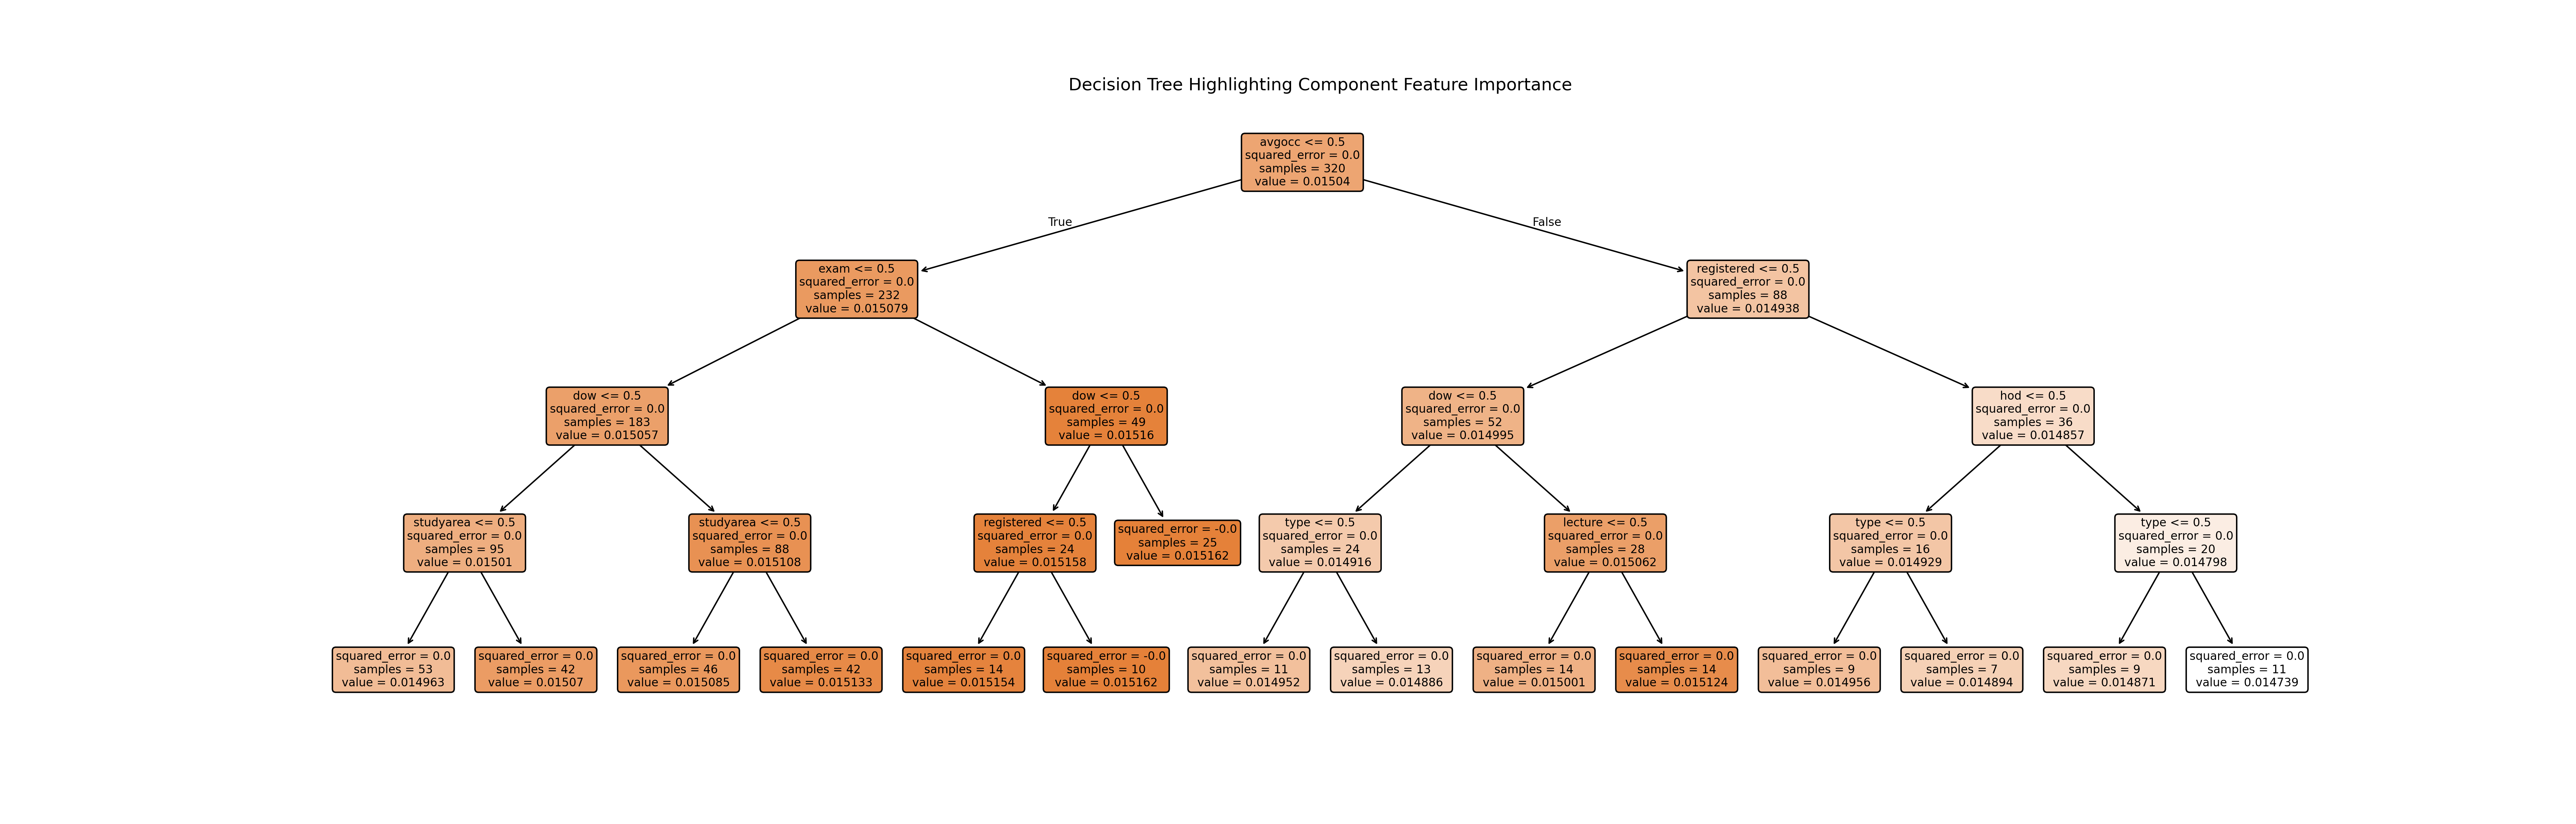 Decision Tree Highlighting Component Feature Importance
avgocc <= 0.5
squared_error = 0.0
samples = 320
value = 0.01504
True
False
exam <= 0.5
squared_error = 0.0
samples = 232
value = 0.015079
registered <= 0.5
squared_error = 0.0
samples = 88
value = 0.014938
dow <= 0.5
squared_error = 0.0
samples = 183
value = 0.015057
dow <= 0.5
squared_error = 0.0
samples = 49
value = 0.01516
dow <= 0.5
squared_error = 0.0
samples = 52
value = 0.014995
hod <= 0.5
squared_error = 0.0
samples = 36
value = 0.014857
studyarea <= 0.5
squared_error = 0.0
samples = 95
value = 0.01501
studyarea <= 0.5
squared_error = 0.0
samples = 88
value = 0.015108
registered <= 0.5
squared_error = 0.0
samples = 24
value = 0.015158
squared_error = -0.0
samples = 25
value = 0.015162
type <= 0.5
squared_error = 0.0
samples = 24
value = 0.014916
lecture <= 0.5
squared_error = 0.0
samples = 28
value = 0.015062
type <= 0.5
squared_error = 0.0
samples = 16
value = 0.014929
type <= 0.5
squared_error = 0.0
samples = 20
value = 0.014798
squared_error = 0.0
samples = 53
value = 0.014963
squared_error = 0.0
samples = 42
value = 0.01507
squared_error = 0.0
samples = 46
value = 0.015085
squared_error = 0.0
samples = 42
value = 0.015133
squared_error = 0.0
samples = 14
value = 0.015154
squared_error = -0.0
samples = 10
value = 0.015162
squared_error = 0.0
samples = 11
value = 0.014952
squared_error = 0.0
samples = 13
value = 0.014886
squared_error = 0.0
samples = 14
value = 0.015001
squared_error = 0.0
samples = 14
value = 0.015124
squared_error = 0.0
samples = 9
value = 0.014956
squared_error = 0.0
samples = 7
value = 0.014894
squared_error = 0.0
samples = 9
value = 0.014871
squared_error = 0.0
samples = 11
value = 0.014739